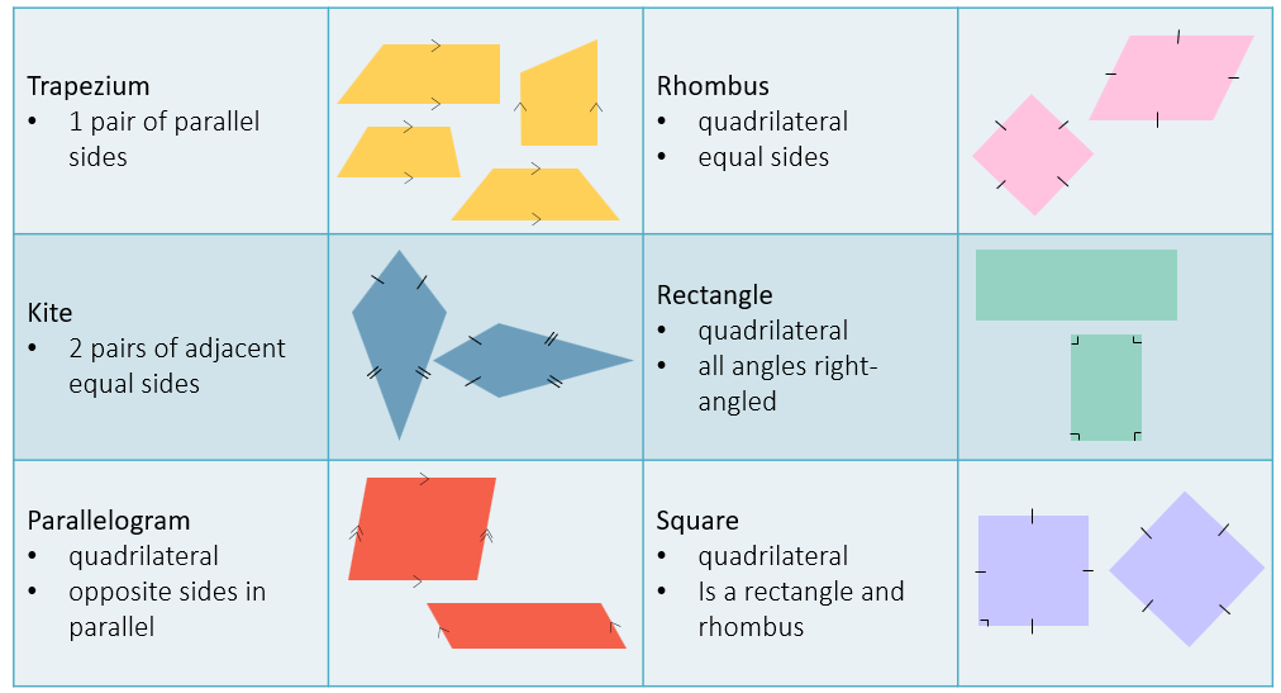 Trapezium
• 1 pair of parallel
sides
Rhombus
• quadrilateral
• equal sides
Kite
• 2 pairs of adjacent
equal sides
Rectangle
• quadrilateral
• all angles right-
angled
Parallelogram
• quadrilateral
• opposite sides in
parallel
Square
• quadrilateral
• Is a rectangle and
rhombus